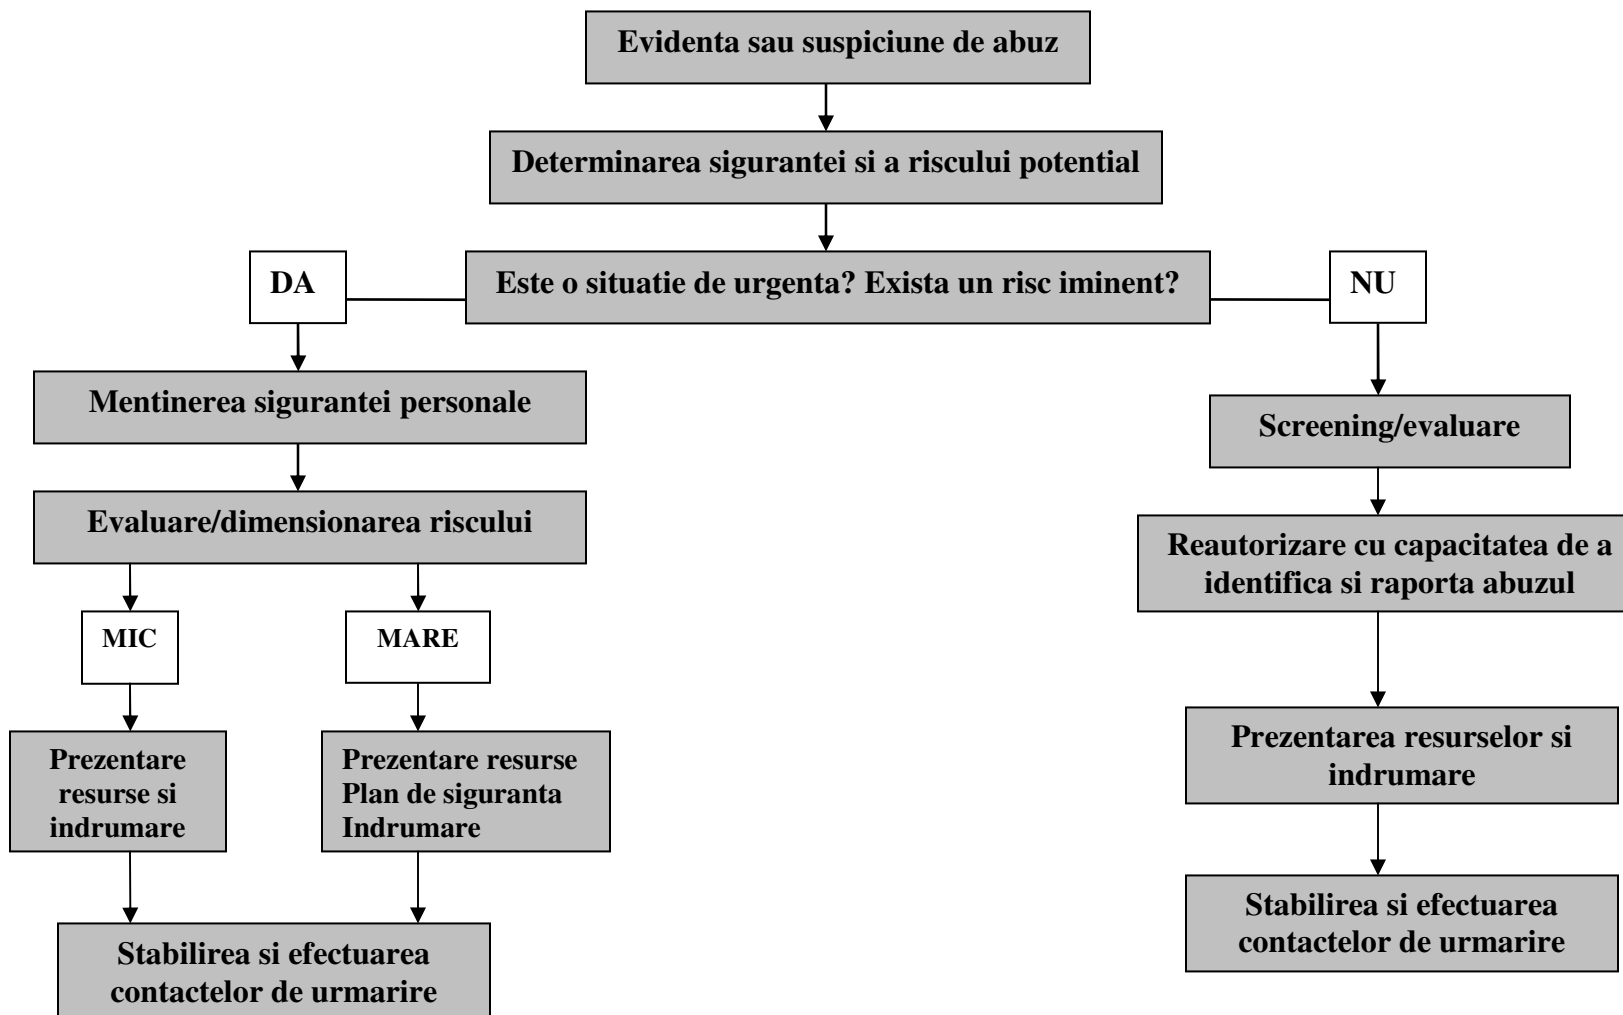 Evidenta sau suspiciune de abuz
Determinarea sigurantei si a riscului potential
DA
Este o situatie de urgenta? Exista un risc iminent?
NU
Mentinerea sigurantei personale
Screening/evaluare
Evaluare/dimensionarea riscului
Reautorizare cu capacitatea de a
identifica si raporta abuzul
MIC
MARE
Prezentare
resurse si
indrumare
Prezentare resurse
Plan de siguranta
Indrumare
Prezentarea resurselor si
indrumare
Stabilirea si efectuarea
contactelor de urmarire
Stabilirea si efectuarea
contactelor de urmarire